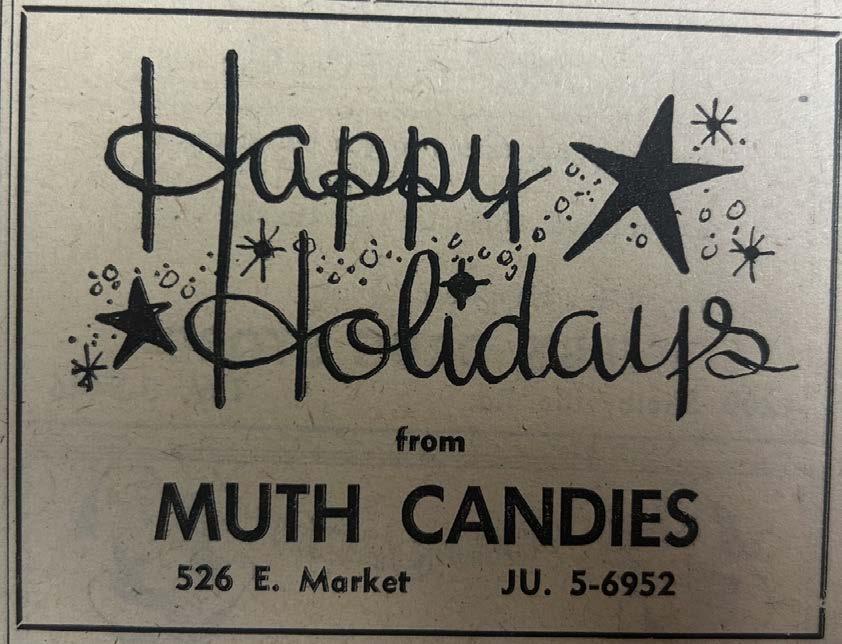 Happy
Holidays
from
MUTH CANDIES
526 E. Market JU. 5-6952